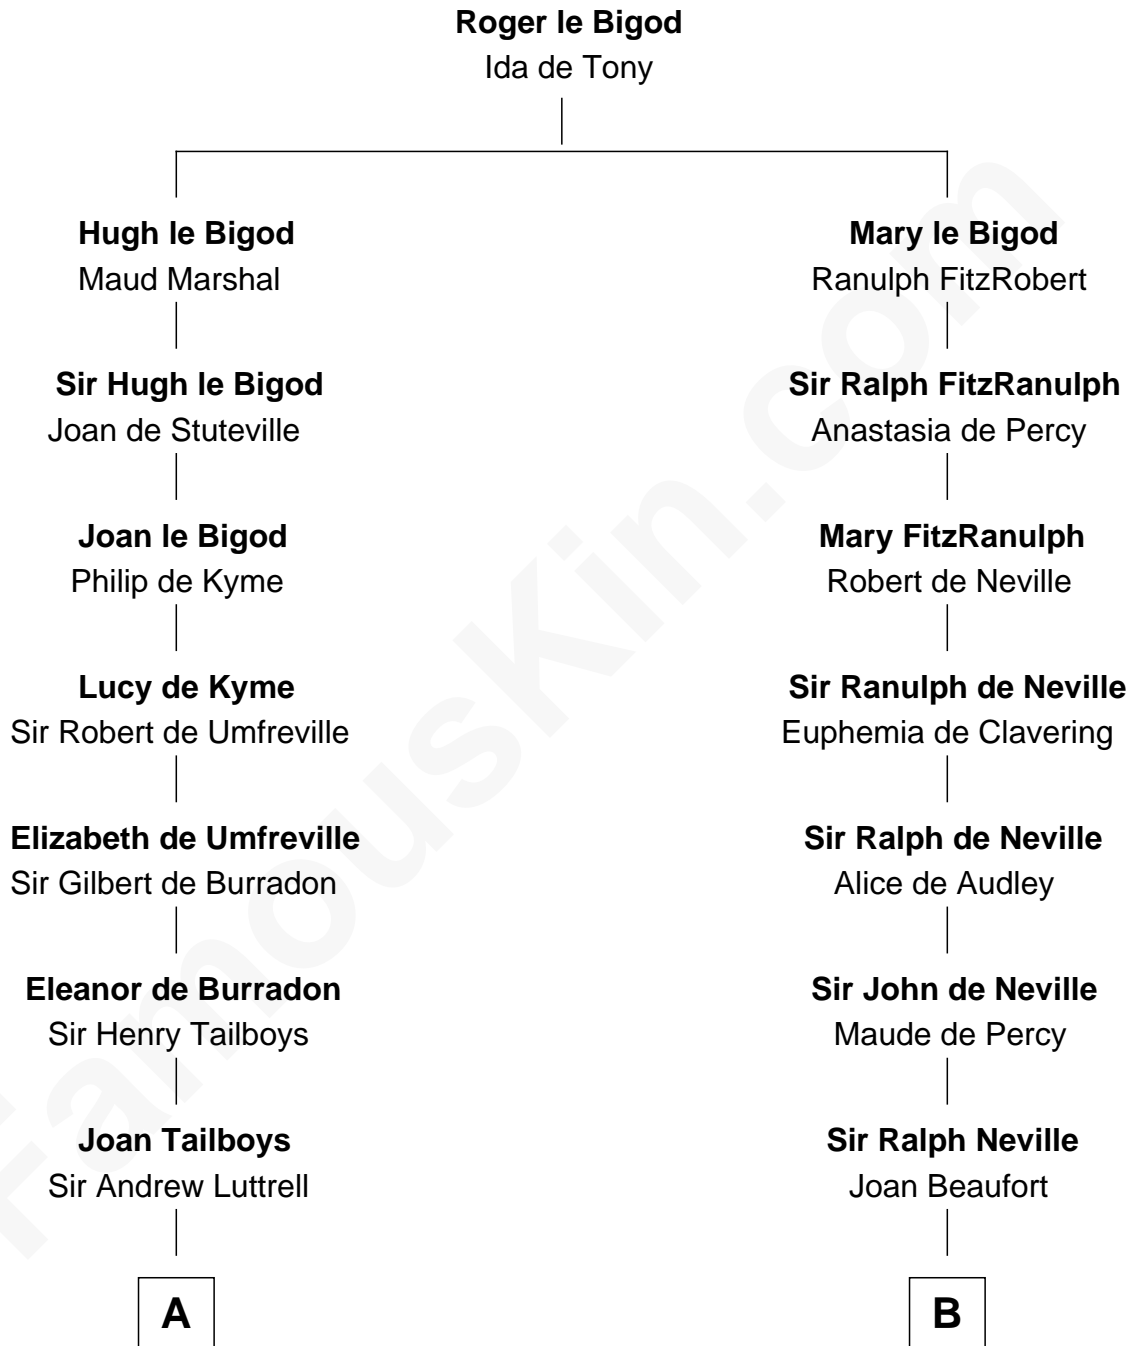 Roger le Bigod
Ida de Tony
Hugh le Bigod
Maud Marshal
Mary le Bigod
Ranulph FitzRobert
Sir Hugh le Bigod
Joan de Stuteville
Sir Ralph FitzRanulph
Anastasia de Percy
Joan le Bigod
Philip de Kyme
Mary FitzRanulph
Robert de Neville
Lucy de Kyme
Sir Robert de Umfreville
Sir Ranulph de Neville
Euphemia de Clavering
Elizabeth de Umfreville
Sir Gilbert de Burradon
Sir Ralph de Neville
Alice de Audley
Eleanor de Burradon
Sir Henry Tailboys
Sir John de Neville
Maude de Percy
Joan Tailboys
Sir Andrew Luttrell
Sir Ralph Neville
Joan Beaufort
A
B
FamousKin.com